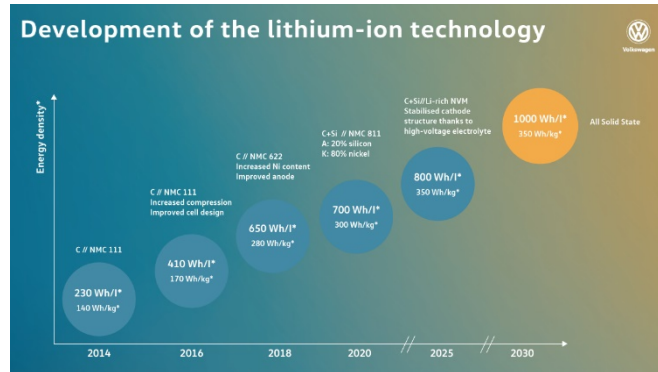 Development of the lithium-ion technology
Volkswagen
Energy density*
C // NMC 111
230 Wh/l*
140 Wh/kg*
C // NMC 111
Increased compression
Improved cell design
410 Wh/l*
170 Wh/kg*
C // NMC 622
Increased Ni content
Improved anode
650 Wh/l*
280 Wh/kg*
C+Si // NMC 811
A: 20% silicon
K: 80% nickel
700 Wh/l*
300 Wh/kg*
C+Si//Li-rich NVM
Stabilised cathode
structure thanks to
high-voltage electrolyte
800 Wh/l*
350 Wh/kg*
1000 Wh/l*
350 Wh/kg*
All Solid State
2014
2016
2018
2020
2025
2030